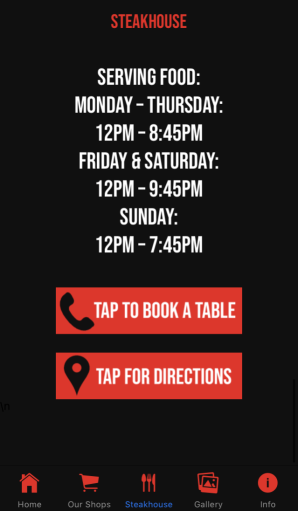 STEAKHOUSE
SERVING FOOD:
MONDAY – THURSDAY:
12PM – 8:45PM
FRIDAY & SATURDAY:
12PM – 9:45PM
SUNDAY:
12PM – 7:45PM
TAP TO BOOK A TABLE
TAP FOR DIRECTIONS
\n
Home Our Shops Steakhouse Gallery Info